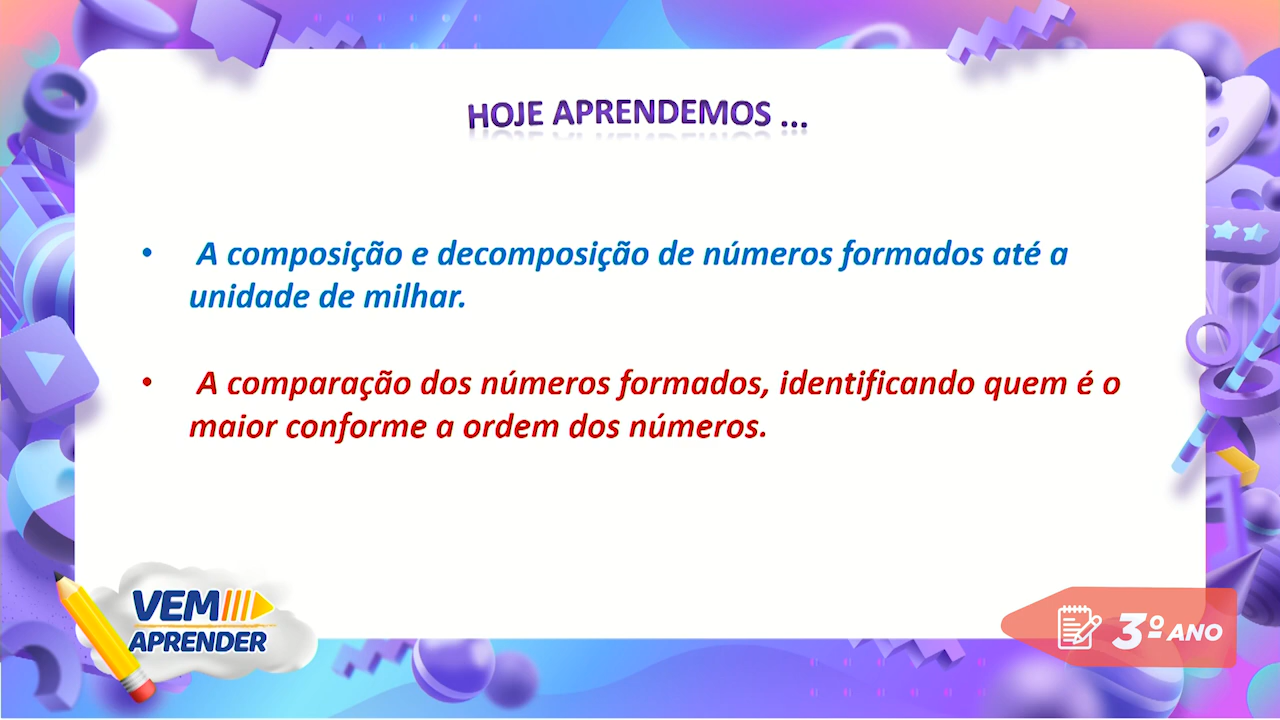 HOJE APRENDEMOS ...
• A composição e decomposição de números formados até a
unidade de milhar.
• A comparação dos números formados, identificando quem é o
maior conforme a ordem dos números.
VEM
APRENDER
3º ANO